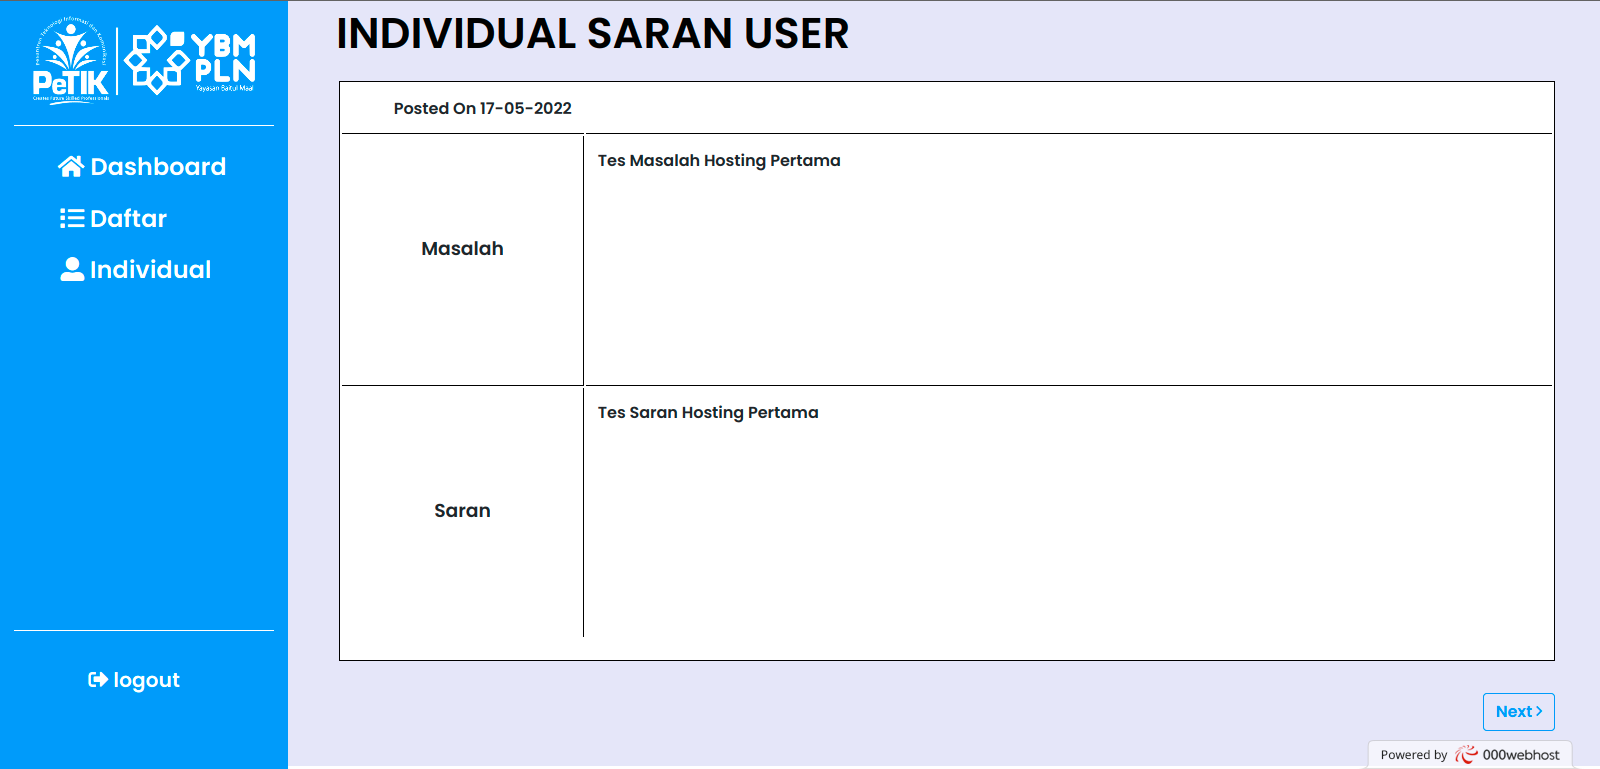 PeTIK
YBM
PLN
Yayasan Baitul Maal
Dashboard
Daftar
Individual
logout
INDIVIDUAL SARAN USER
Posted On 17-05-2022
Masalah
Tes Masalah Hosting Pertama
Saran
Tes Saran Hosting Pertama
Next
Powered by 000webhost